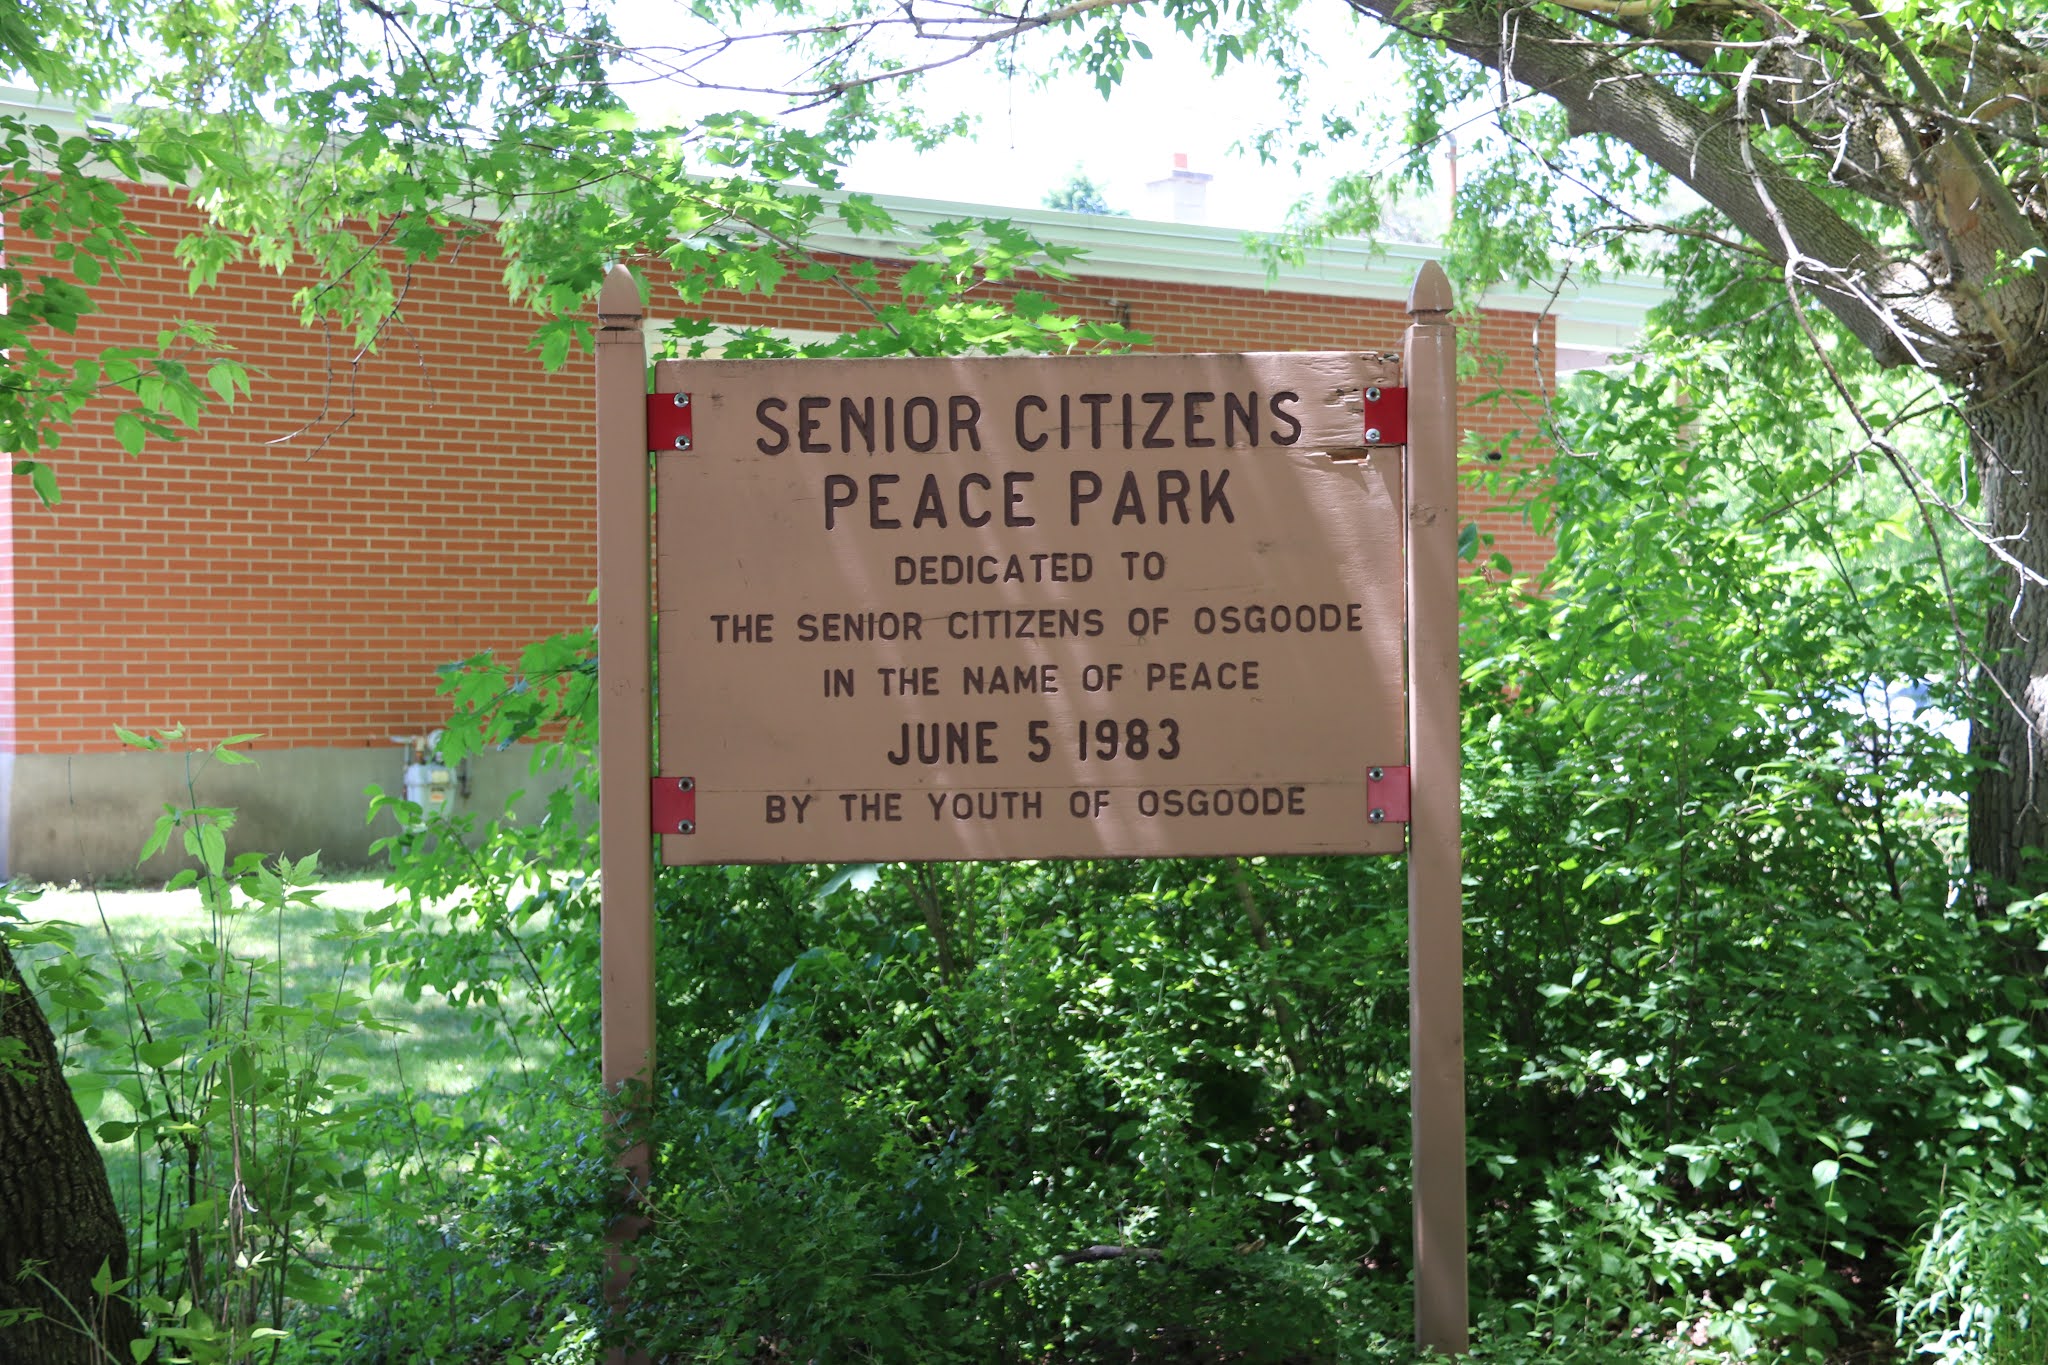 SENIOR CITIZENS
PEACE PARK
DEDICATED TO
THE SENIOR CITIZENS OF OSGOODE
IN THE NAME OF PEACE
JUNE 5 1983
BY THE YOUTH OF OSGOODE